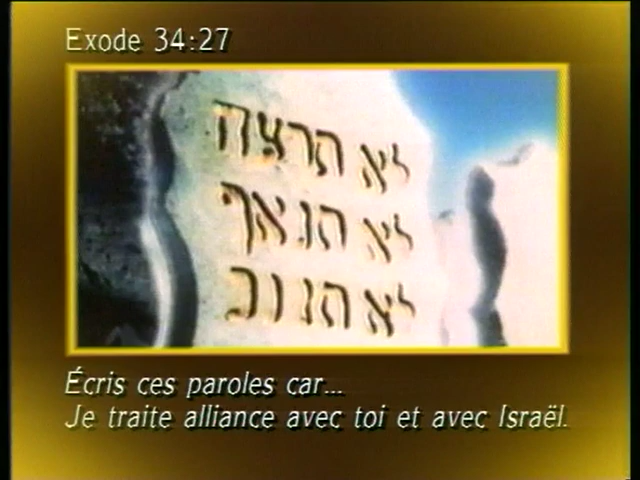 Exode 34:27
לא תרצח
לא תנאף
לא תגנב
Écris ces paroles car...
Je traite alliance avec toi et avec Israël.